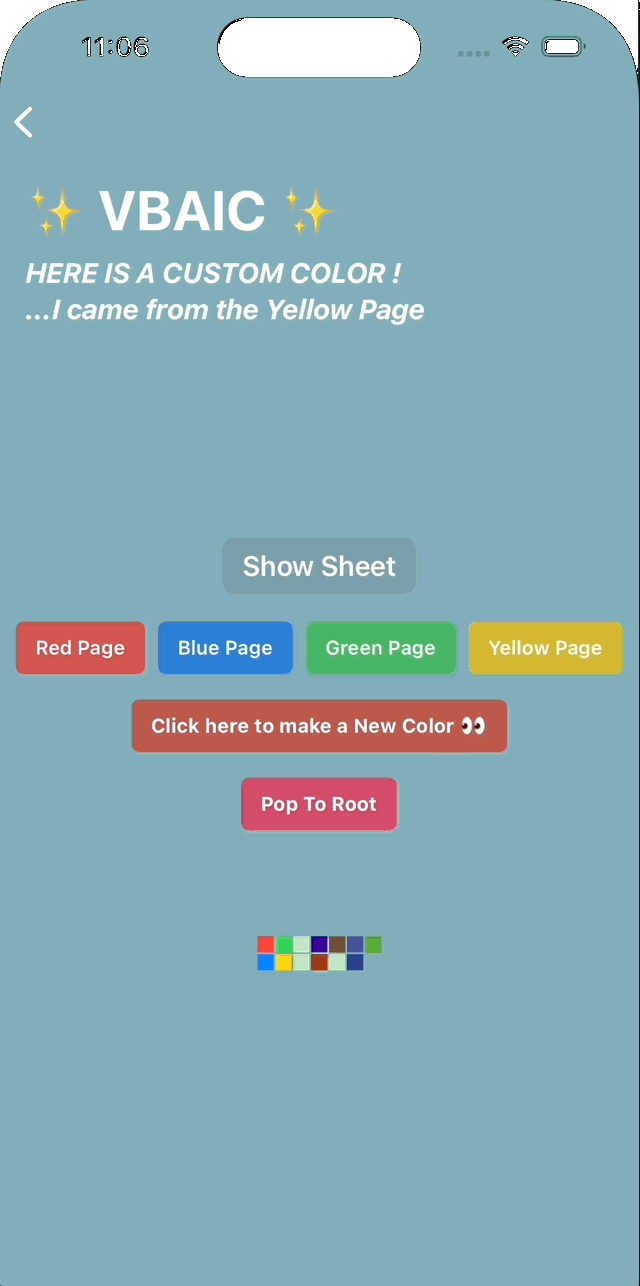 11:06
✨ VBAIC ✨
HERE IS A CUSTOM COLOR !
...I came from the Yellow Page
Show Sheet
Red Page
Blue Page
Green Page
Yellow Page
Click here to make a New Color 👀
Pop To Root